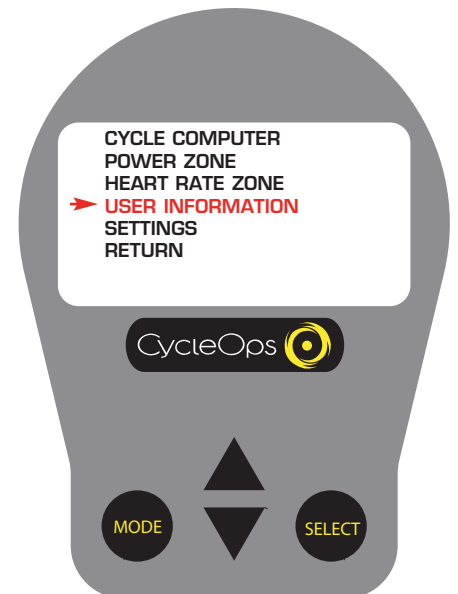 CYCLE COMPUTER
POWER ZONE
HEART RATE ZONE
USER INFORMATION
SETTINGS
RETURN
CycleOps
MODE
SELECT